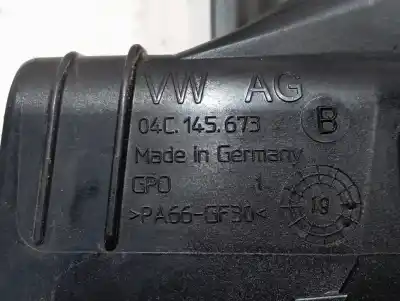 VW AG
04C.145.673 B
Made in Germany
GPO 1
>PA66-GF30<
19